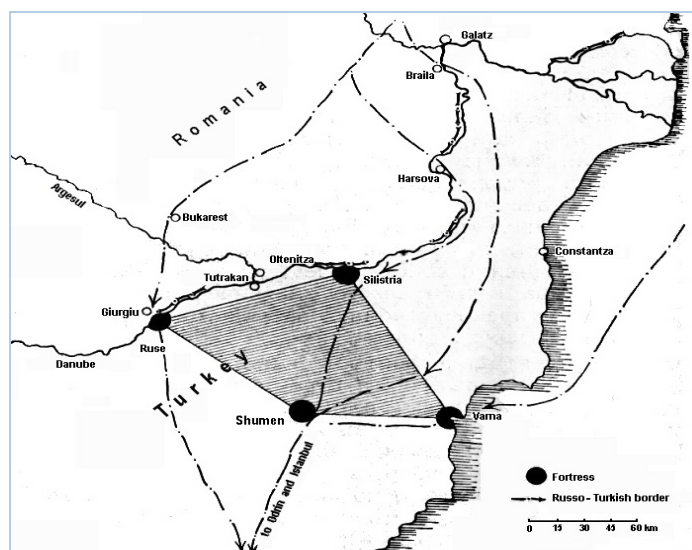 Galatz
Braila
Romania
Harsova
Argesul
Bukarest
Constantza
Oltenitza
Tutrakan
Silistria
Giurgiu
Ruse
Danube
Turkey
Shumen
Varna
to Odrin and Istanbul
Fortress
Russo - Turkish border
0 15 30 45 60 km